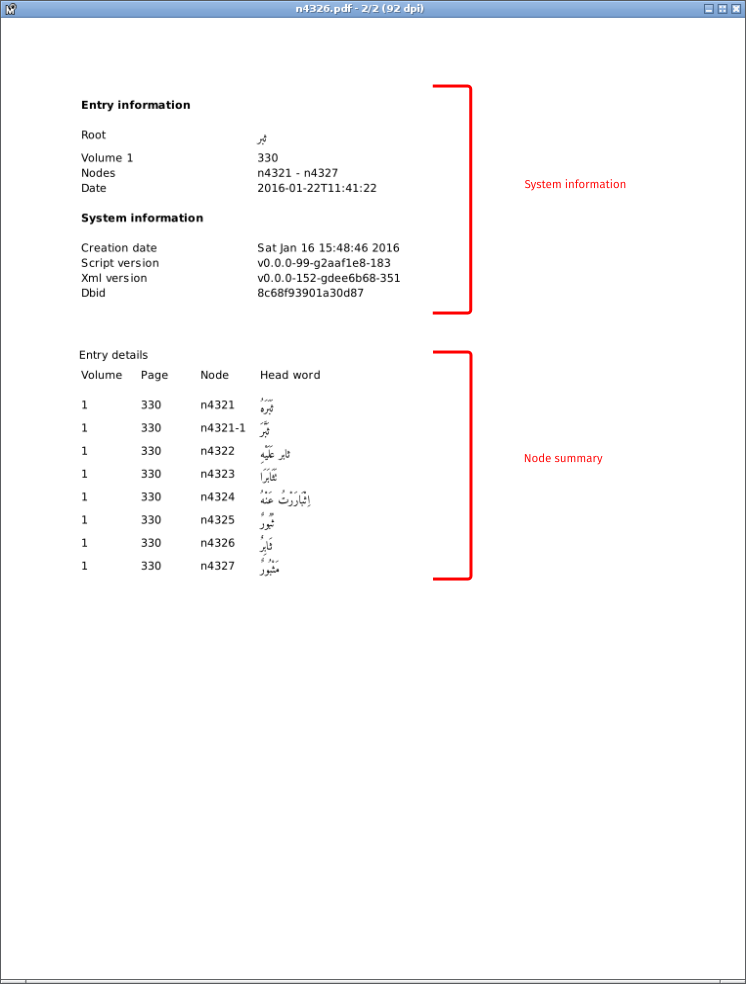 n4326.pdf - 2/2 (92 dpi)
Entry information
Root ثبر
Volume 1 330
Nodes n4321 - n4327
Date 2016-01-22T11:41:22
System information
System information
Creation date Sat Jan 16 15:48:46 2016
Script version v0.0.0-99-g2aaf1e8-183
Xml version v0.0.0-152-gdee6b68-351
Dbid 8c68f93901a30d87
Entry details
Volume Page Node Head word
1 330 n4321 ثَبَرَهُ
1 330 n4321-1 ثَبَّرَ
1 330 n4322 ثابر عَلَيْهِ
Node summary
1 330 n4323 تَثَابَرَا
1 330 n4324 اِثْبَارَرْتُ عَنْهُ
1 330 n4325 ثُبُورٌ
1 330 n4326 ثَابِرٌ
1 330 n4327 مَثْبُورٌ